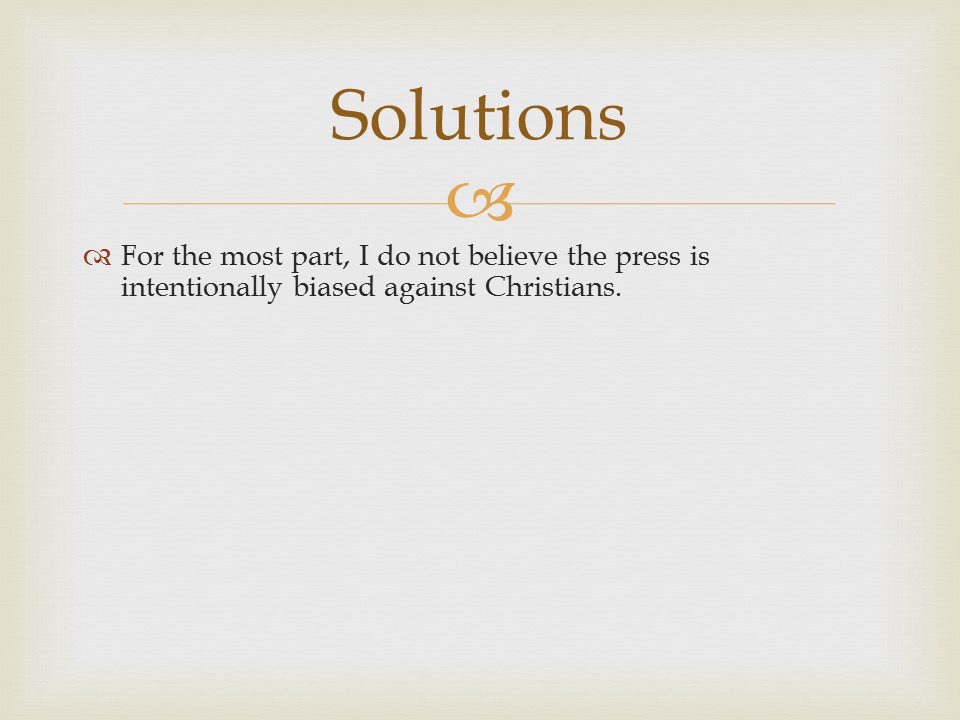 Solutions
For the most part, I do not believe the press is
intentionally biased against Christians.